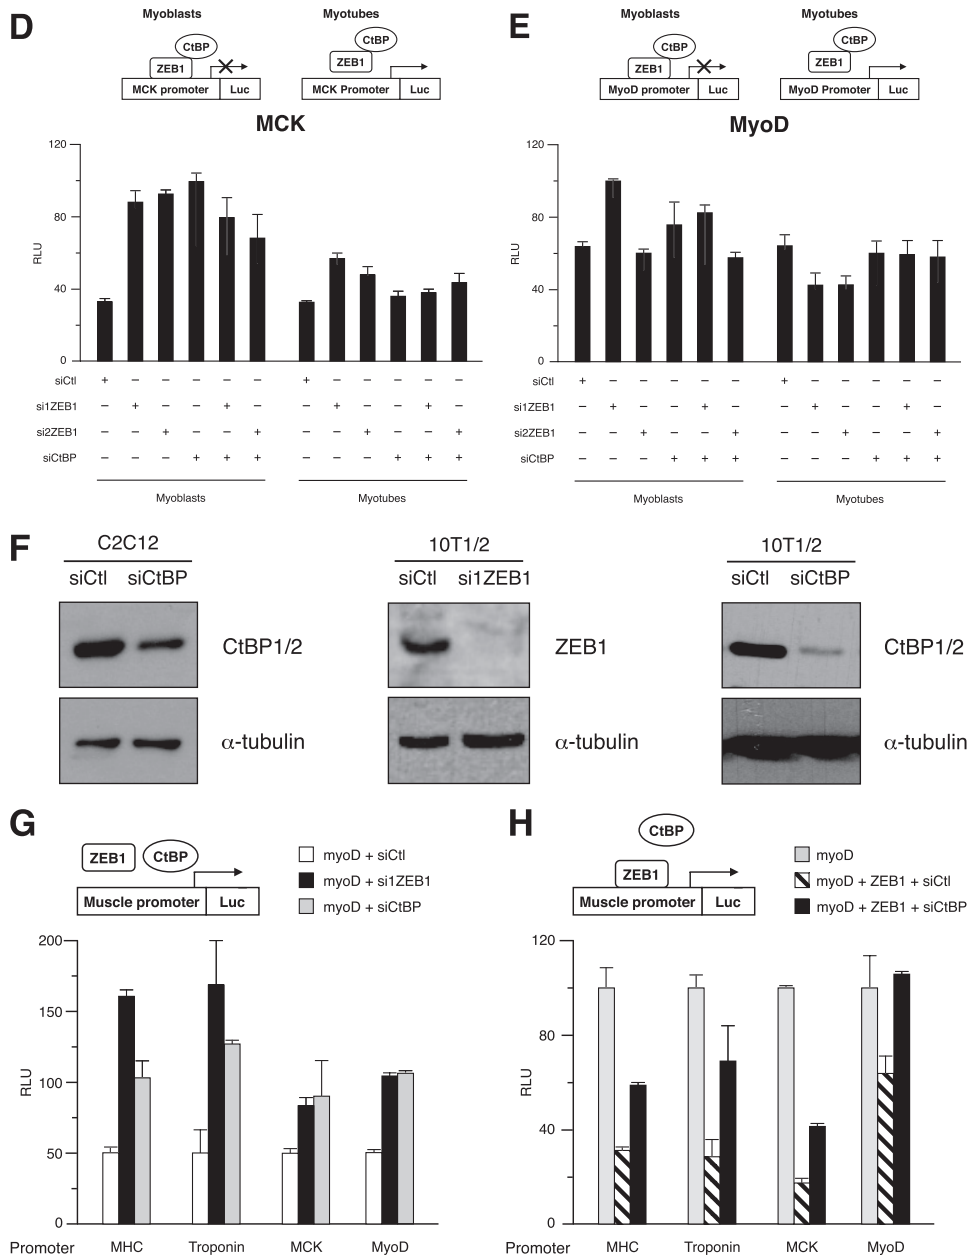 D
Myoblasts
Myotubes
CtBP
ZEB1
MCK promoter
Luc
CtBP
ZEB1
MCK Promoter
Luc
MCK
120
80
40
0
RLU
siCtl + – – – – – + – – – – –
si1ZEB1 – + – – + – – + – – + –
si2ZEB1 – – + – – + – – + – – +
siCtBP – – – + + + – – – + + +
Myoblasts
Myotubes
E
Myoblasts
Myotubes
CtBP
ZEB1
MyoD promoter
Luc
CtBP
ZEB1
MyoD Promoter
Luc
MyoD
120
80
40
0
RLU
siCtl + – – – – – + – – – – –
si1ZEB1 – + – – + – – + – – + –
si2ZEB1 – – + – – + – – + – – +
siCtBP – – – + + + – – – + + +
Myoblasts
Myotubes
F
C2C12
siCtl siCtBP
CtBP1/2
α-tubulin
10T1/2
siCtl si1ZEB1
ZEB1
α-tubulin
10T1/2
siCtl siCtBP
CtBP1/2
α-tubulin
G
ZEB1
CtBP
Muscle promoter
Luc
myoD + siCtl
myoD + si1ZEB1
myoD + siCtBP
200
150
100
50
0
RLU
Promoter MHC Troponin MCK MyoD
H
CtBP
ZEB1
Muscle promoter
Luc
myoD
myoD + ZEB1 + siCtl
myoD + ZEB1 + siCtBP
120
80
40
0
RLU
Promoter MHC Troponin MCK MyoD